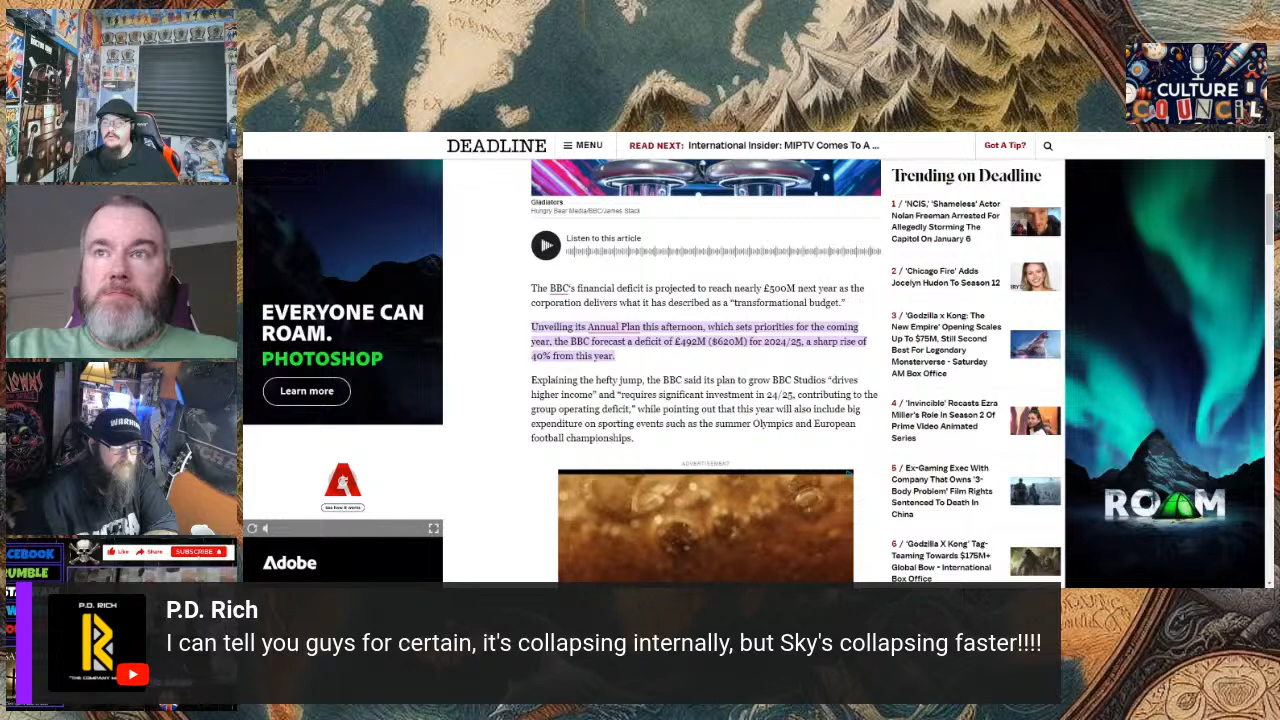 CULTURE
COUNCIL
DEADLINE
MENU
READ NEXT: International Insider: MIPTV Comes To A ...
Got A Tip?
Gladiators
Hungry Bear Media/BBC/James Stack
Listen to this article
The BBC's financial deficit is projected to reach nearly £500M next year as the
corporation delivers what it has described as a “transformational budget.”
Unveiling its Annual Plan this afternoon, which sets priorities for the coming
year, the BBC forecast a deficit of £492M ($620M) for 2024/25, a sharp rise of
40% from this year.
Explaining the hefty jump, the BBC said its plan to grow BBC Studios “drives
higher income” and “requires significant investment in 24/25, contributing to the
group operating deficit,” while pointing out that this year will also include big
expenditure on sporting events such as the summer Olympics and European
football championships.
ADVERTISEMENT
Trending on Deadline
1 / 'NCIS,' 'Shameless' Actor
Nolan Freeman Arrested For
Allegedly Storming The
Capitol On January 6
2 / 'Chicago Fire' Adds
Jocelyn Hudon To Season 12
3 / 'Godzilla x Kong: The
New Empire' Opening Scales
Up To $75M, Still Second
Best For Legendary
Monsterverse - Saturday
AM Box Office
4 / 'Invincible' Recasts Ezra
Miller's Role In Season 2 Of
Prime Video Animated
Series
5 / Ex-Gaming Exec With
Company That Owns '3-
Body Problem' Film Rights
Sentenced To Death In
China
6 / 'Godzilla X Kong' Tag-
Teaming Towards $175M+
Global Bow - International
Box Office
EVERYONE CAN
ROAM.
PHOTOSHOP
Learn more
See how it works
Adobe
ROAM
WARNING
CEBOOK
RUMBLE
Like
Share
SUBSCRIBE
P.D. RICH
P.D. Rich
I can tell you guys for certain, it's collapsing internally, but Sky's collapsing faster!!!!